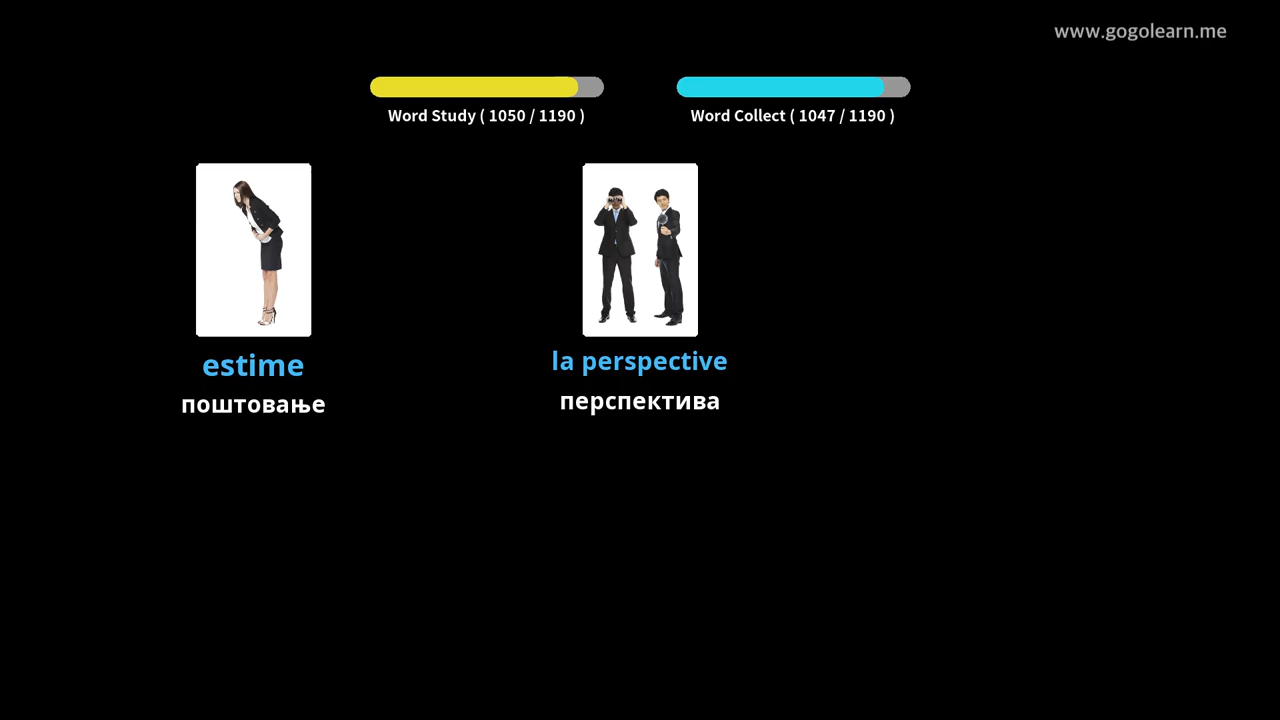 www.gogolearn.me
Word Study ( 1050 / 1190 )
Word Collect ( 1047 / 1190 )
estime
поштовање
la perspective
перспектива